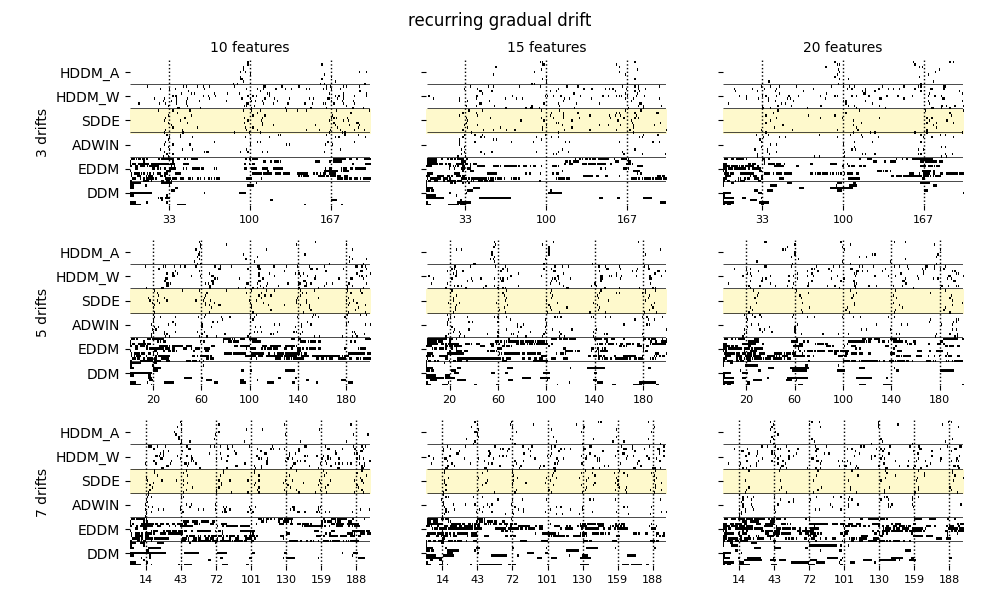 recurring gradual drift
10 features
15 features
20 features
3 drifts
HDDM_A
HDDM_W
SDDE
ADWIN
EDDM
DDM
33 100 167
33 100 167
33 100 167
5 drifts
HDDM_A
HDDM_W
SDDE
ADWIN
EDDM
DDM
20 60 100 140 180
20 60 100 140 180
20 60 100 140 180
7 drifts
HDDM_A
HDDM_W
SDDE
ADWIN
EDDM
DDM
14 43 72 101 130 159 188
14 43 72 101 130 159 188
14 43 72 101 130 159 188